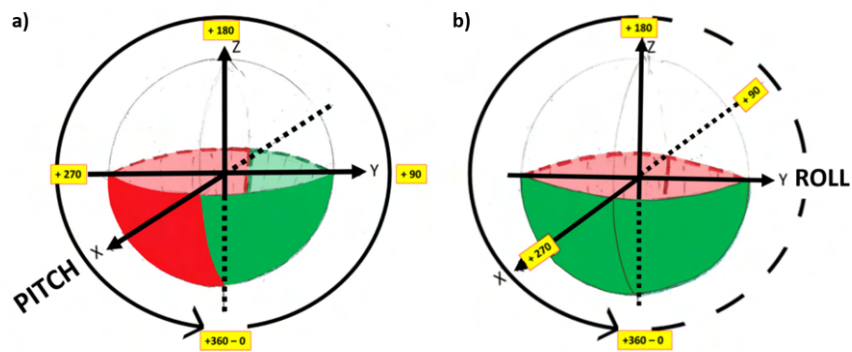 a)
+ 180
Z
+ 270
Y
+ 90
X
PITCH
+360 – 0
b)
+ 180
Z
+ 90
Y
ROLL
+ 270
X
+360 – 0